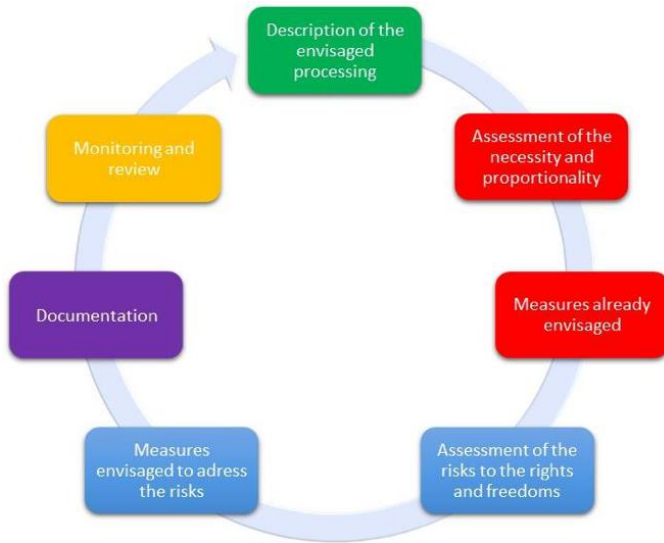 Description of the
envisaged
processing
Assessment of the
necessity and
proportionality
Measures already
envisaged
Assessment of the
risks to the rights
and freedoms
Measures
envisaged to adress
the risks
Documentation
Monitoring and
review